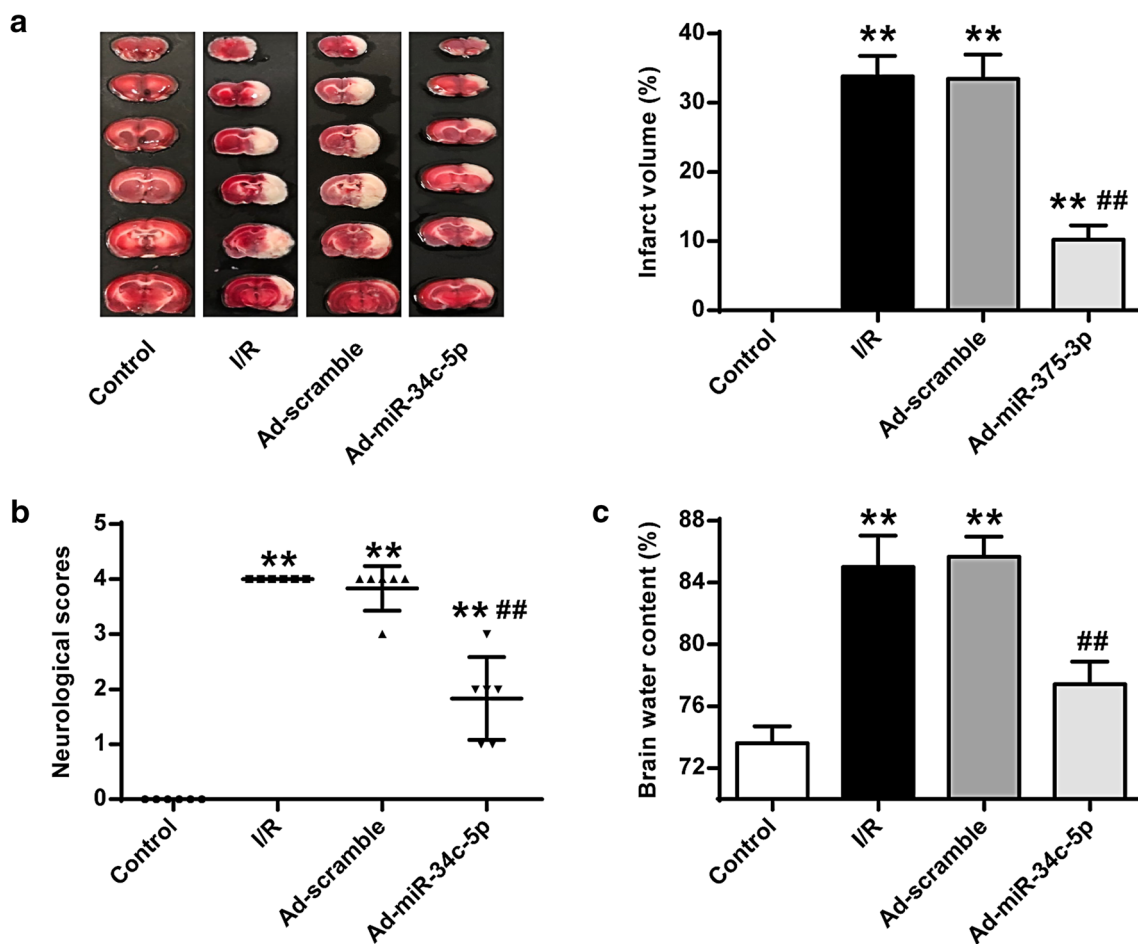 a
Control
I/R
Ad-scramble
Ad-miR-34c-5p
Infarct volume (%)
40
30
20
10
0
**
**
** ##
Control
I/R
Ad-scramble
Ad-miR-375-3p
b
Neurological scores
5
4
3
2
1
0
**
**
** ##
Control
I/R
Ad-scramble
Ad-miR-34c-5p
c
Brain water content (%)
88
84
80
76
72
**
**
##
Control
I/R
Ad-scramble
Ad-miR-34c-5p